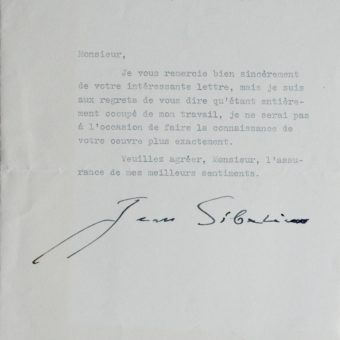 Monsieur,
Je vous remercie bien sincèrement
de votre intéressante lettre, mais je suis
aux regrets de vous dire qu'étant entière-
ment occupé de mon travail, je ne serai pas
à l'occasion de faire la connaissance de
votre oeuvre plus exactement.
Veuillez agréer, Monsieur, l'assu-
rance de mes meilleurs sentiments.
Jean Sibelius